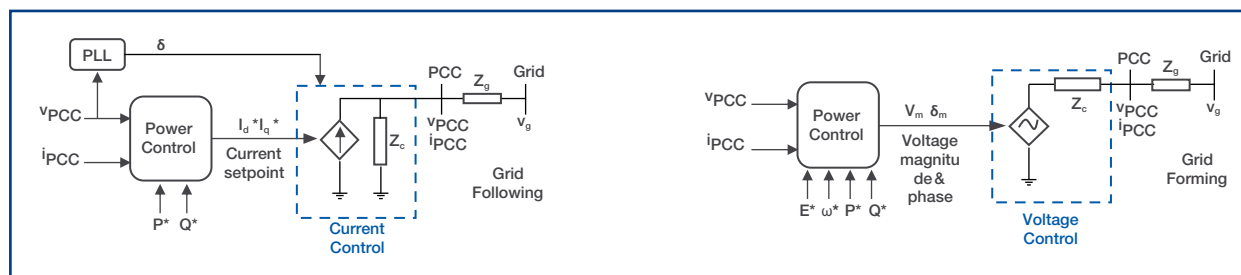 PLL
δ
vPCC
iPCC
Power
Control
P*
Q*
Id *Iq *
Current
setpoint
Zc
Current
Control
PCC
vPCC
iPCC
Zg
Grid
vg
Grid
Following
vPCC
iPCC
Power
Control
E*
ω*
P*
Q*
Vm δm
Voltage
magnitu
de &
phase
Zc
Voltage
Control
PCC
vPCC
iPCC
Zg
Grid
vg
Grid
Forming